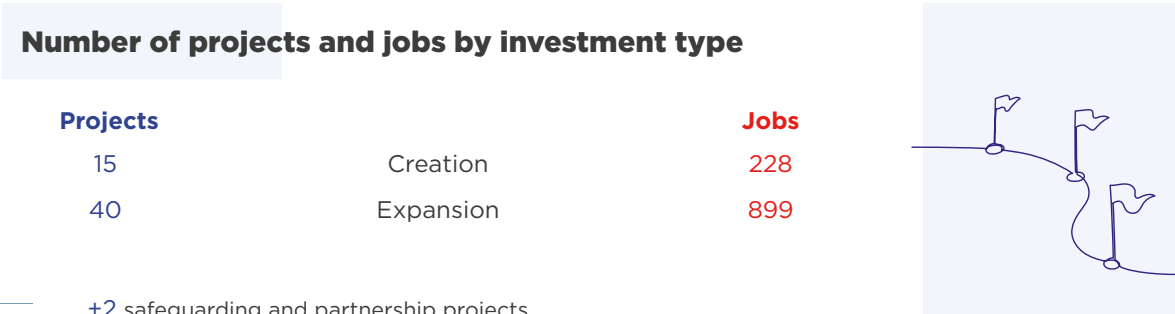 Number of projects and jobs by investment type
Projects Jobs
15 Creation 228
40 Expansion 899
+2 safeguarding and partnership projects